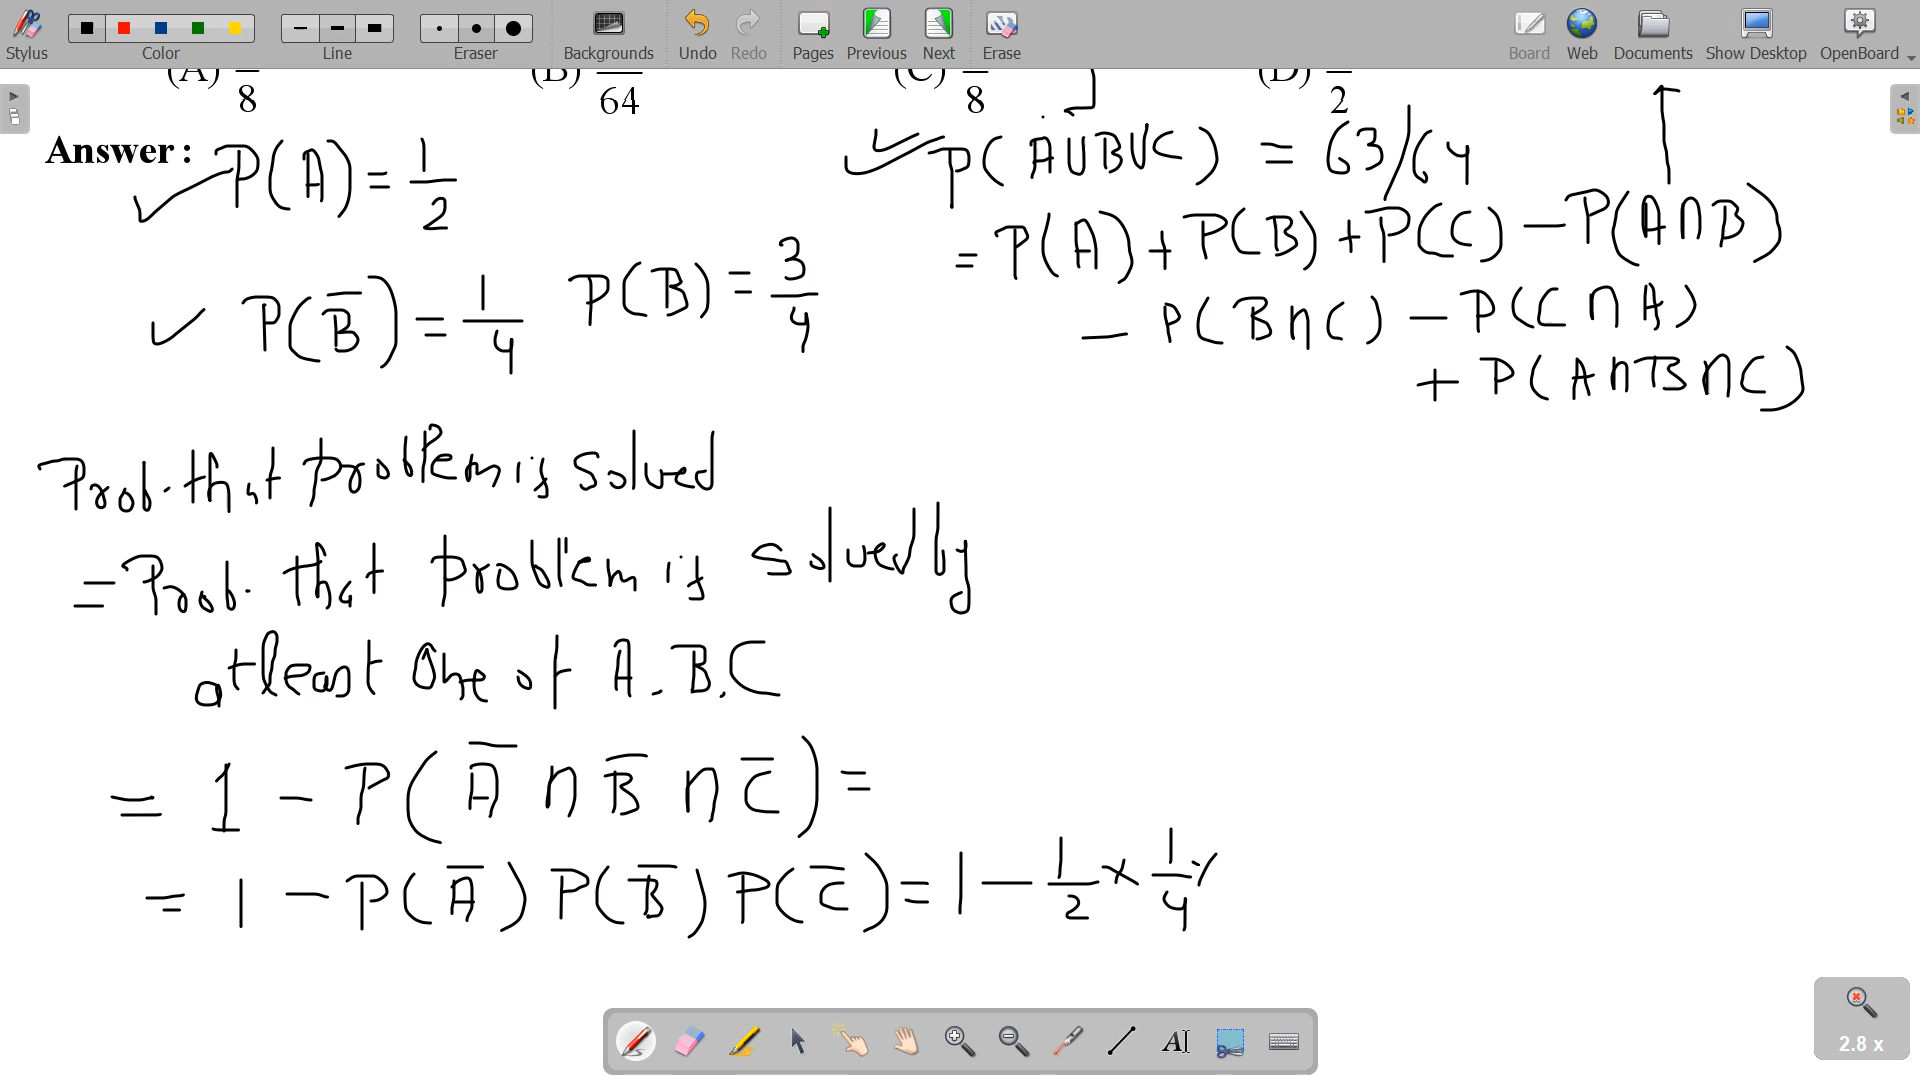 Stylus Color Line Eraser Backgrounds Undo Redo Pages Previous Next Erase Board Web Documents Show Desktop OpenBoard
(A) /8 (B) /64 (C) /8 (D) /2
Answer: P(A) = 1/2
P(B̅) = 1/4 P(B) = 3/4
P(A∪B∪C) = 63/64
= P(A) + P(B) + P(C) − P(A∩B)
− P(B∩C) − P(C∩A)
+ P(A∩B∩C)
Prob. that problem is solved
= Prob. that problem is solved by
atleast One of A. B. C
= 1 − P(A̅ ∩ B̅ ∩ C̅) =
= 1 − P(A̅) P(B̅) P(C̅) = 1 − 1/2 × 1/4 ×
AI
2.8 x